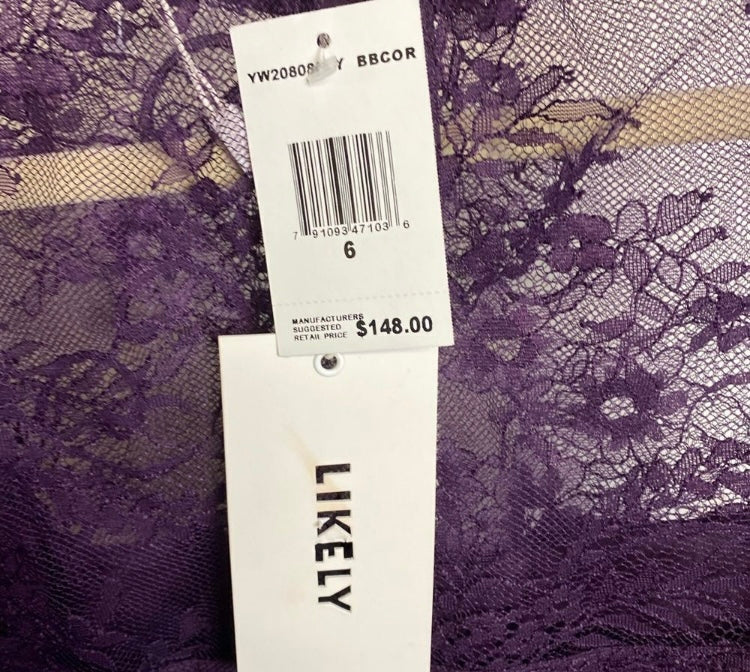 BBCOR
7 91093 47103 6
6
MANUFACTURERS
SUGGESTED
RETAIL PRICE $148.00
LIKELY